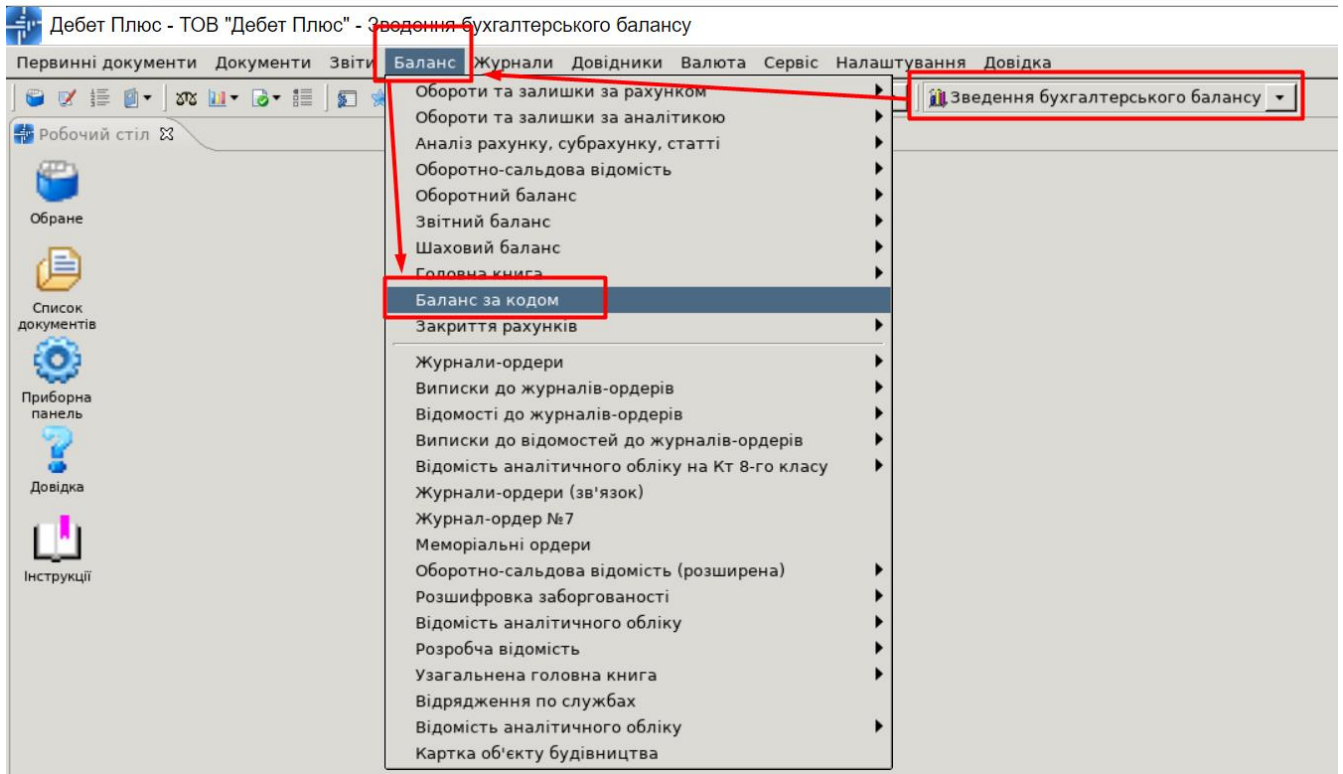 Дебет Плюс - ТОВ "Дебет Плюс" - Зведення бухгалтерського балансу
Первинні документи Документи Звіти Баланс Журнали Довідники Валюта Сервіс Налаштування Довідка
Зведення бухгалтерського балансу
Робочий стіл
Обране
Список
документів
Приборна
панель
Довідка
Інструкції
Обороти та залишки за рахунком
Обороти та залишки за аналітикою
Аналіз рахунку, субрахунку, статті
Оборотно-сальдова відомість
Оборотний баланс
Звітний баланс
Шаховий баланс
Головна книга
Баланс за кодом
Закриття рахунків
Журнали-ордери
Виписки до журналів-ордерів
Відомості до журналів-ордерів
Виписки до відомостей до журналів-ордерів
Відомість аналітичного обліку на Кт 8-го класу
Журнали-ордери (зв'язок)
Журнал-ордер №7
Меморіальні ордери
Оборотно-сальдова відомість (розширена)
Розшифровка заборгованості
Відомість аналітичного обліку
Розробча відомість
Узагальнена головна книга
Відрядження по службах
Відомість аналітичного обліку
Картка об'єкту будівництва